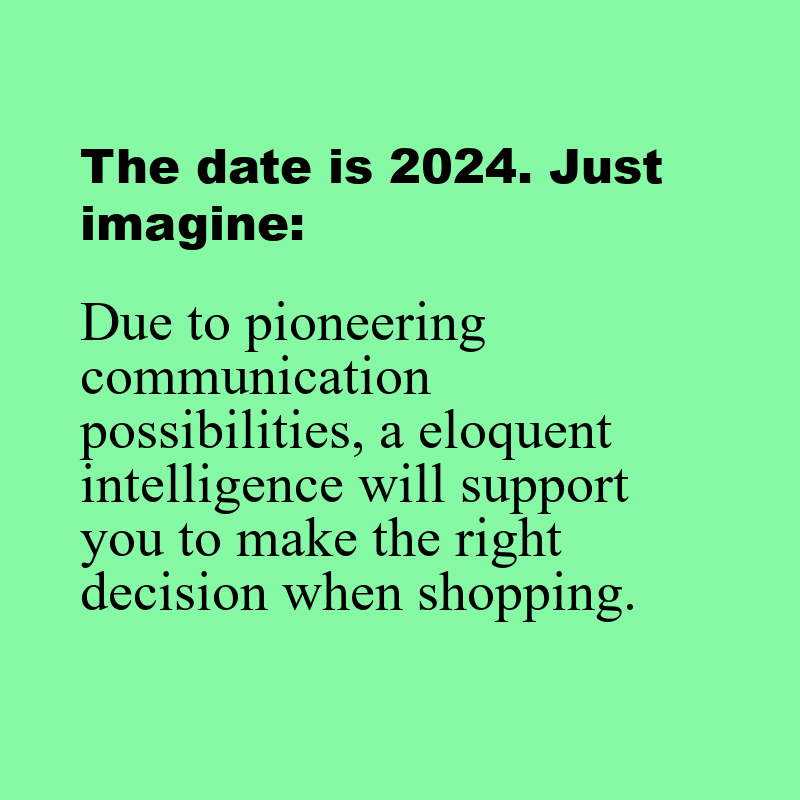 The date is 2024. Just
imagine:
Due to pioneering
communication
possibilities, a eloquent
intelligence will support
you to make the right
decision when shopping.